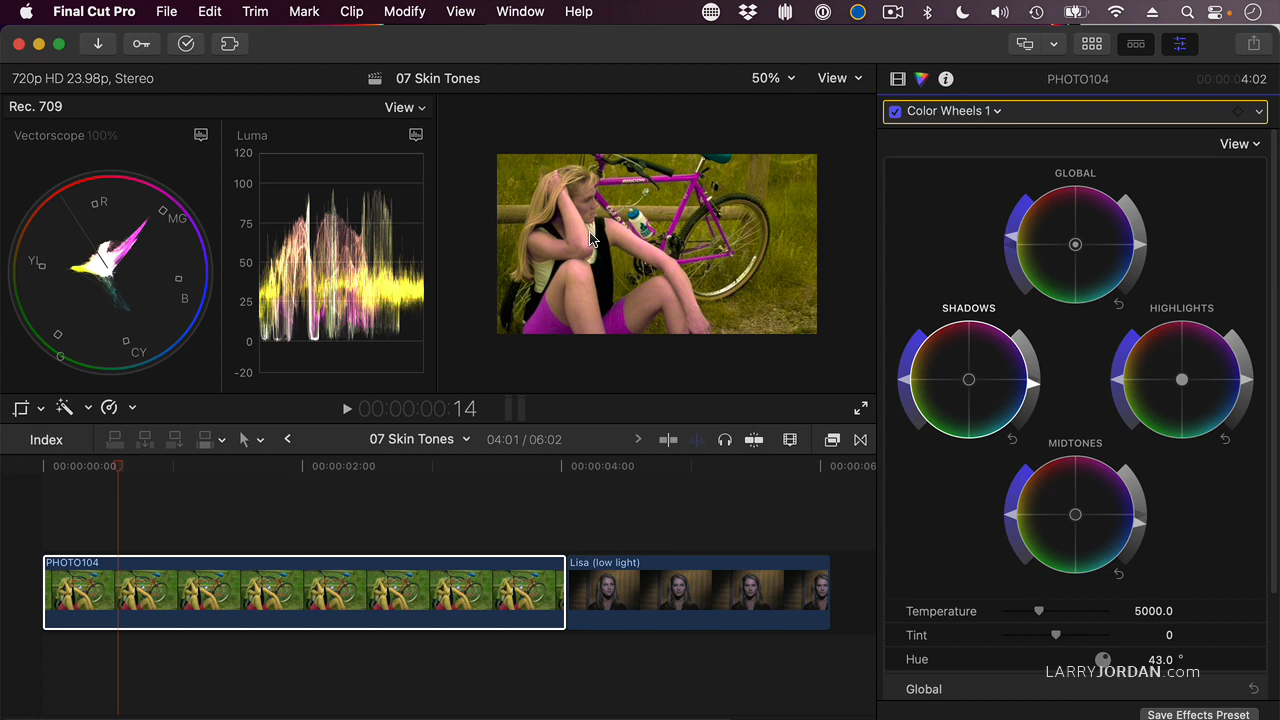 Final Cut Pro File Edit Trim Mark Clip Modify View Window Help
720p HD 23.98p, Stereo 07 Skin Tones 50% View
PHOTO104 00:00:04:02
Rec. 709 View
Color Wheels 1
Vectorscope 100% Luma
View
120
100
75
50
25
0
-20
R
MG
YL
B
G
CY
GLOBAL
SHADOWS
HIGHLIGHTS
MIDTONES
00:00:00:14
Index 07 Skin Tones 04:01 / 06:02
00:00:00:00 00:00:02:00 00:00:04:00 00:00:06
PHOTO104 Lisa (low light)
Temperature 5000.0
Tint 0
Hue 43.0 °
LARRYJORDAN.com
Global
Save Effects Preset